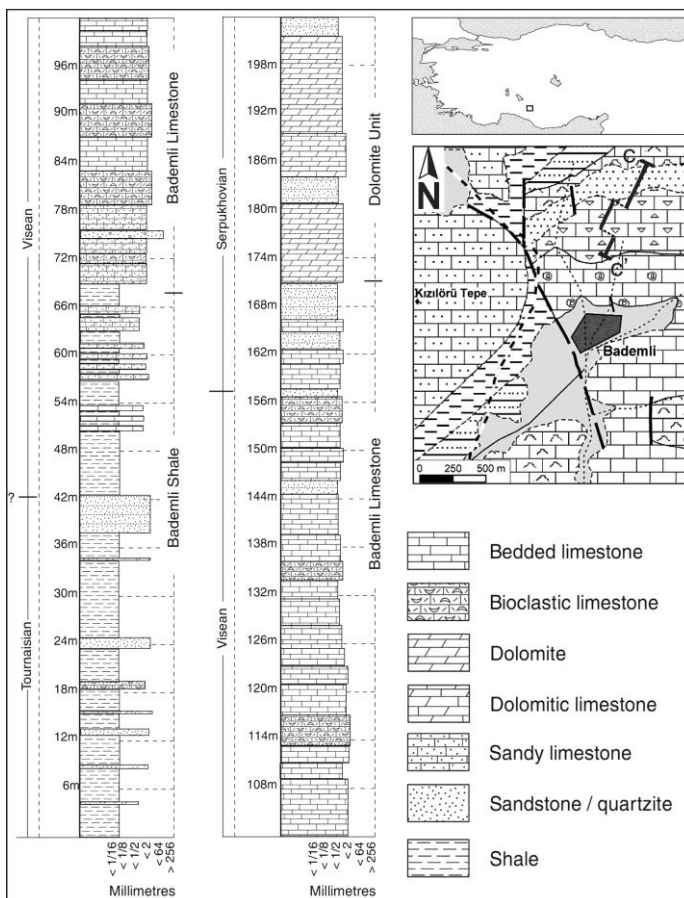 Visean
Tournaisian
?
96m
90m
84m
78m
72m
66m
60m
54m
48m
42m
36m
30m
24m
18m
12m
6m
Bademli Limestone
Bademli Shale
< 1/16
< 1/8
< 1/2
< 2
< 64
> 256
Millimetres
Serpukhovian
Visean
198m
192m
186m
180m
174m
168m
162m
156m
150m
144m
138m
132m
126m
120m
114m
108m
Dolomite Unit
Bademli Limestone
< 1/16
< 1/8
< 1/2
< 2
< 64
> 256
Millimetres
N
C
C'
Kızılörü Tepe
Bademli
0 250 500 m
Bedded limestone
Bioclastic limestone
Dolomite
Dolomitic limestone
Sandy limestone
Sandstone / quartzite
Shale